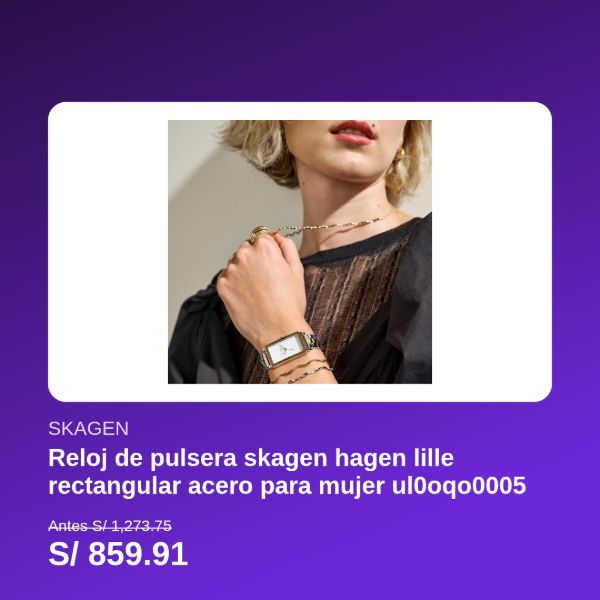 SKAGEN
Reloj de pulsera skagen hagen lille
rectangular acero para mujer ul0oqo0005
Antes S/ 1,273.75
S/ 859.91